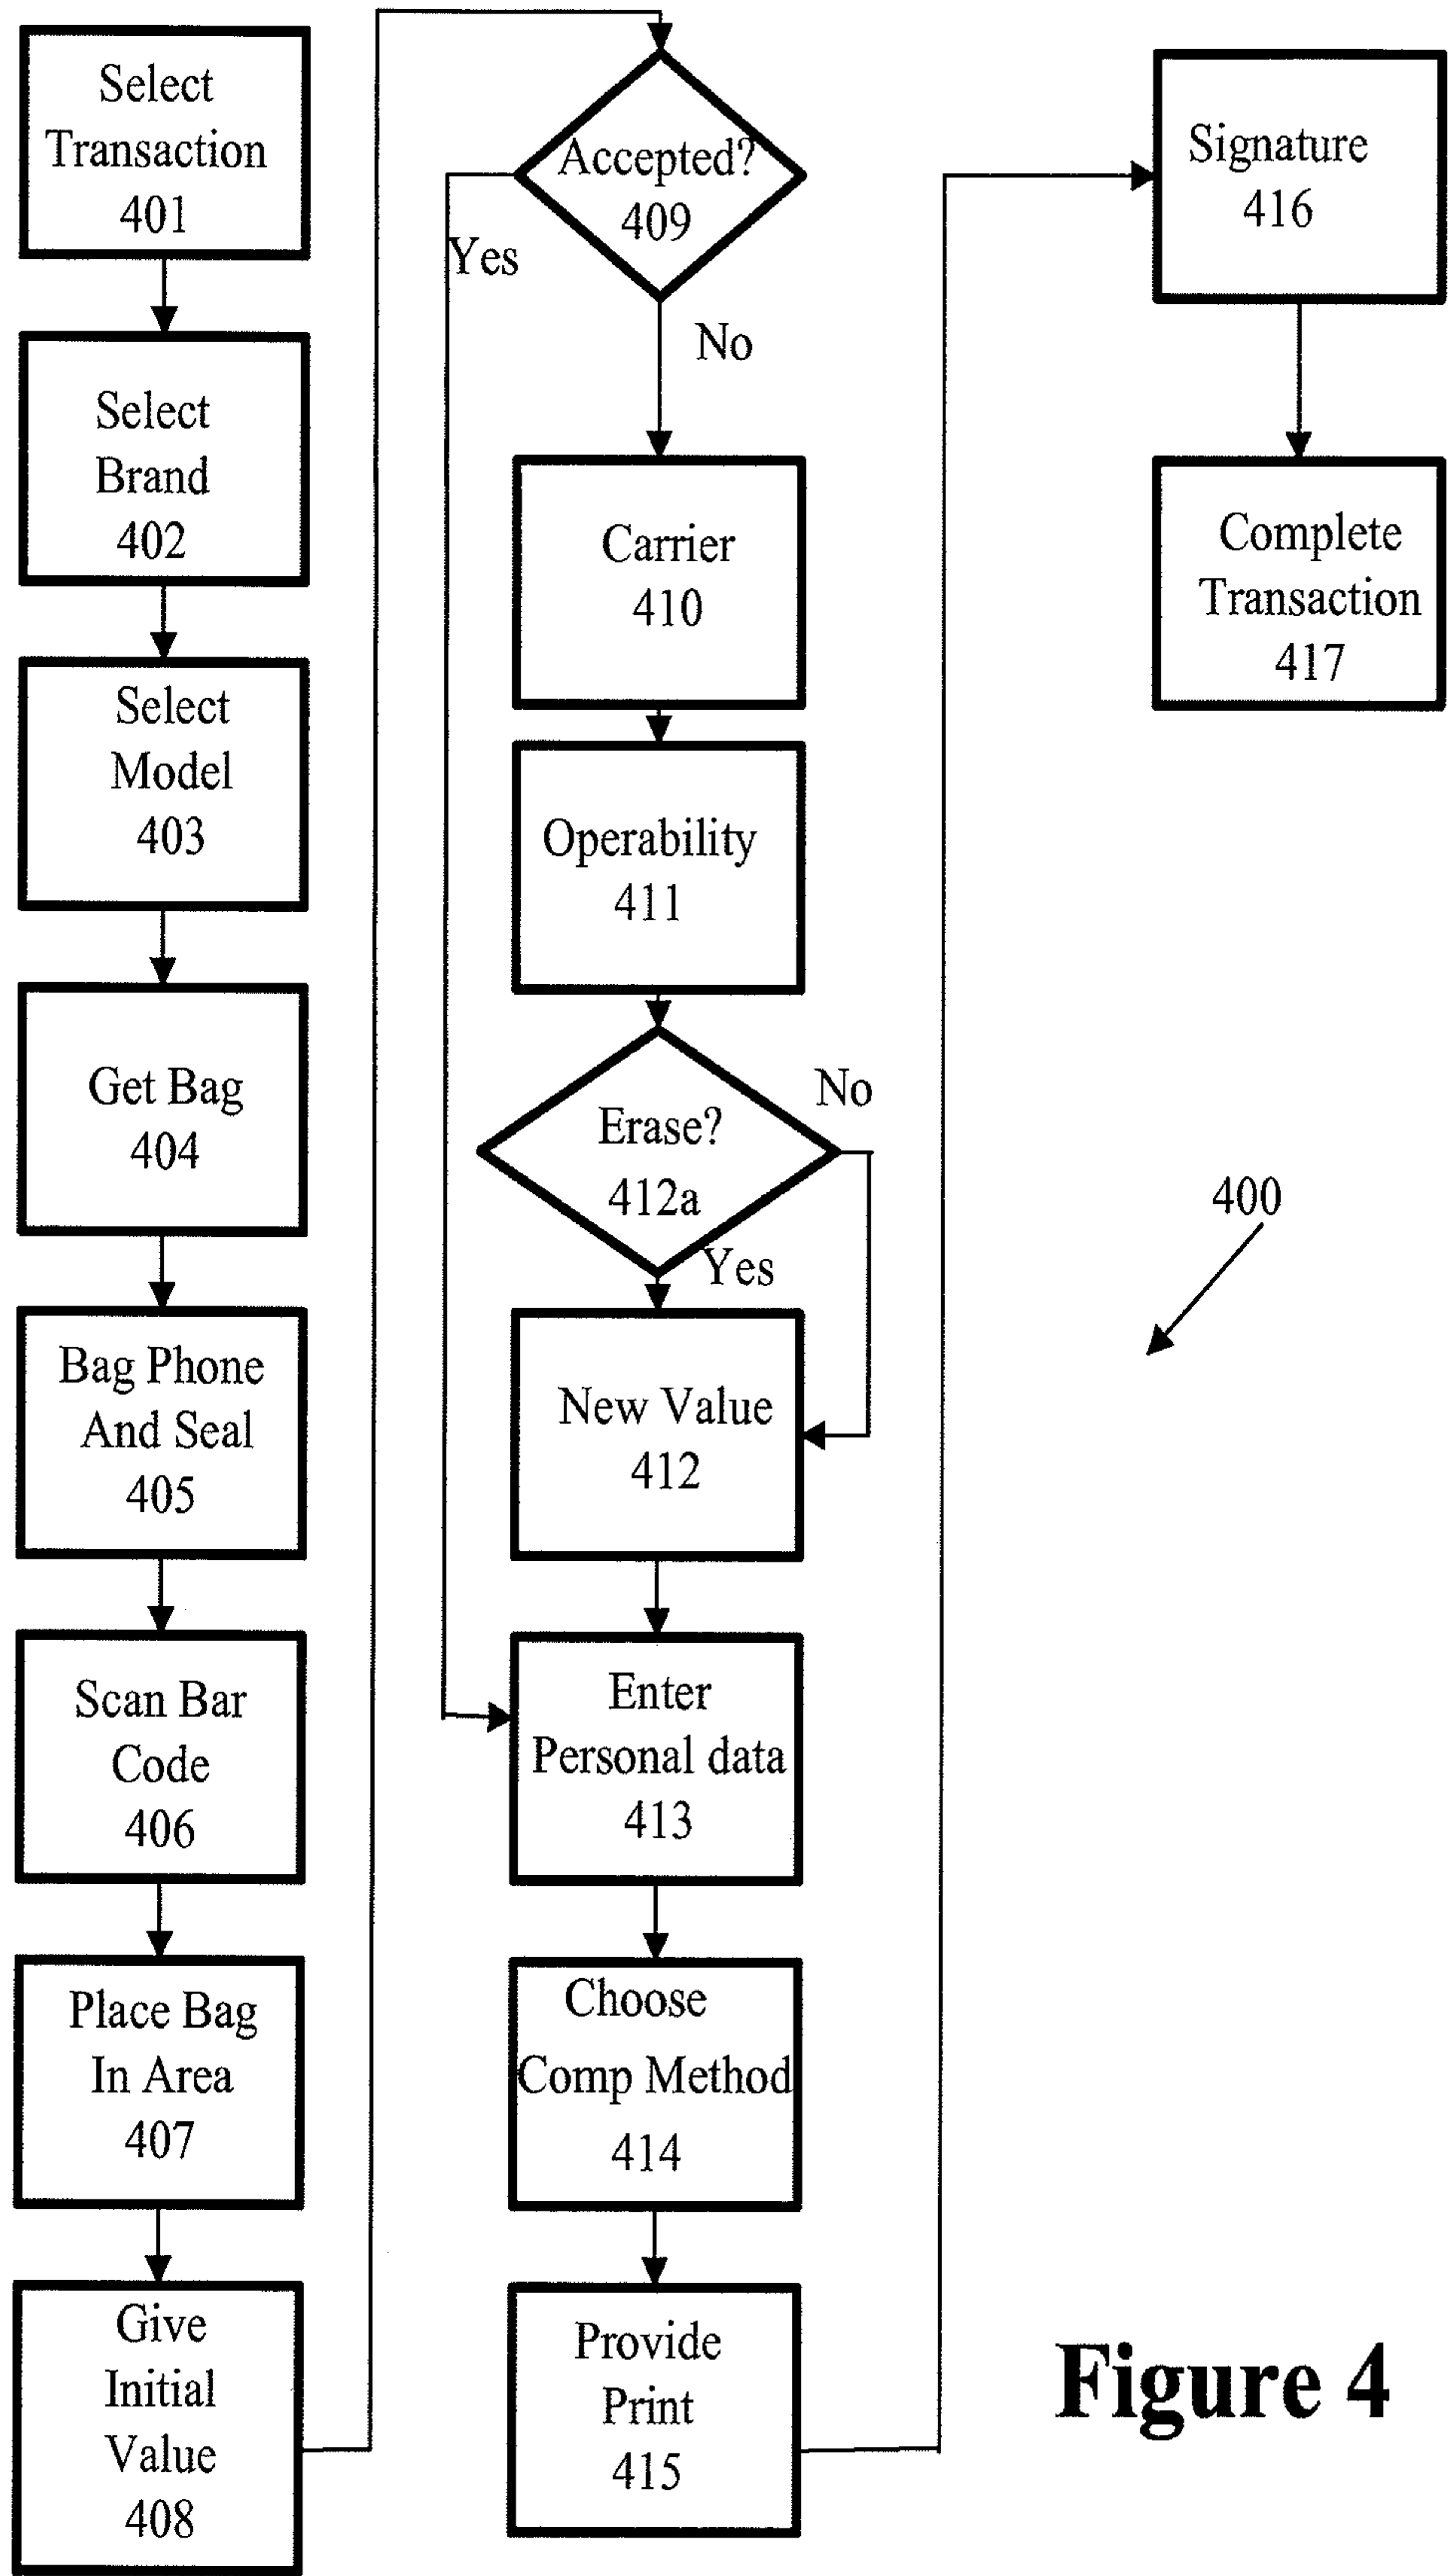 Select
Transaction
401
Select
Brand
402
Select
Model
403
Get Bag
404
Bag Phone
And Seal
405
Scan Bar
Code
406
Place Bag
In Area
407
Give
Initial
Value
408
Accepted?
409
Yes
No
Carrier
410
Operability
411
Erase?
412a
No
Yes
New Value
412
Enter
Personal data
413
Choose
Comp Method
414
Provide
Print
415
Signature
416
Complete
Transaction
417
400
Figure 4